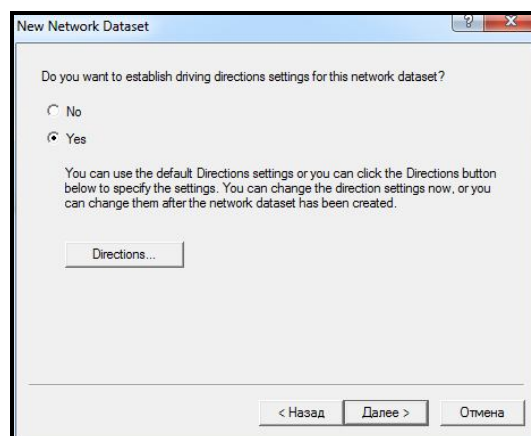 New Network Dataset
Do you want to establish driving directions settings for this network dataset?
No
Yes
You can use the default Directions settings or you can click the Directions button
below to specify the settings. You can change the direction settings now, or you
can change them after the network dataset has been created.
Directions...
< Назад Далее > Отмена